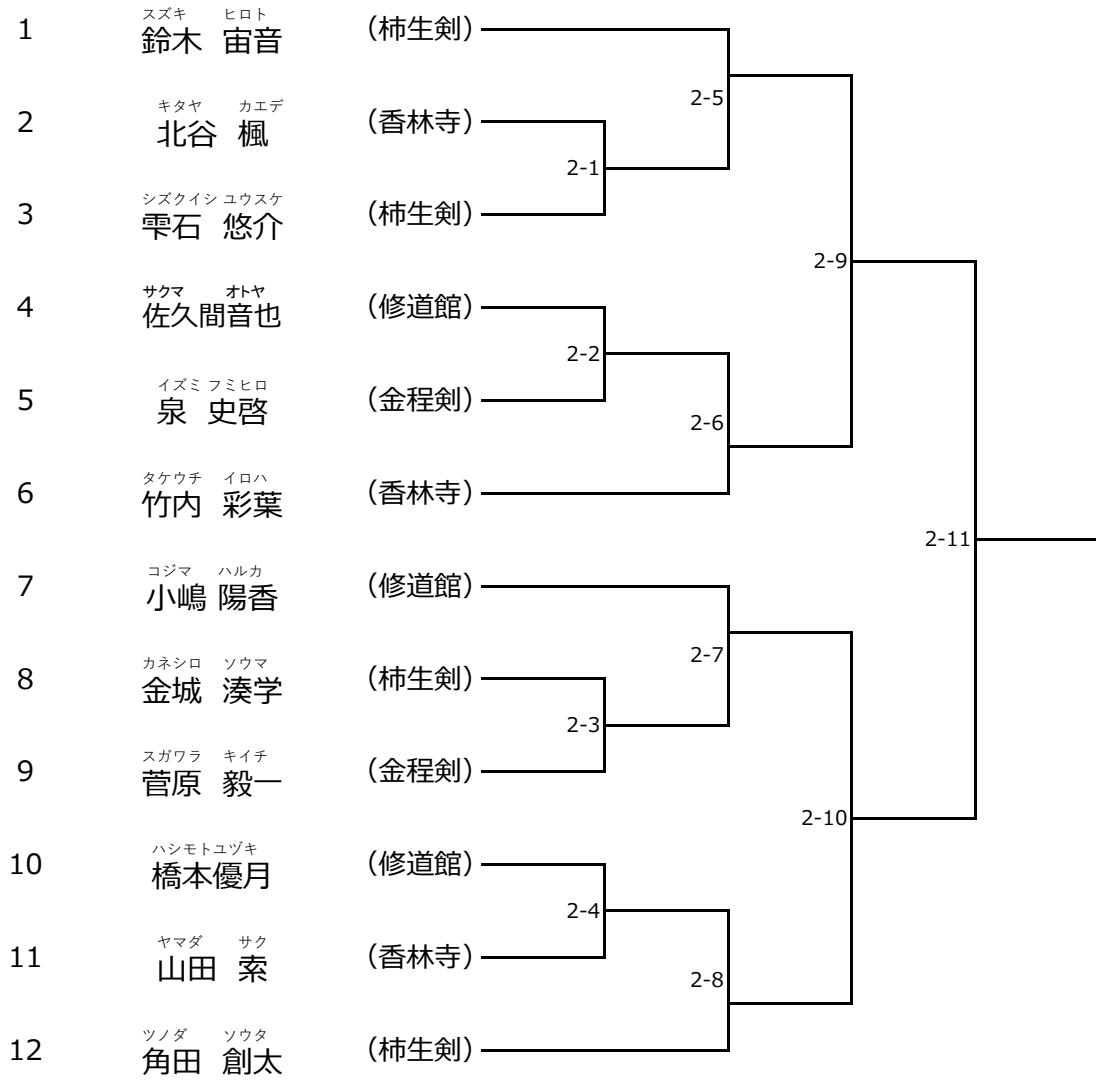 スズキ ヒロト
1 鈴木 宙音 (柿生剣)
2-5
キタヤ カエデ
2 北谷 楓 (香林寺)
2-1
シズクイシ ユウスケ
3 雫石 悠介 (柿生剣)
2-9
サクマ オトヤ
4 佐久間音也 (修道館)
2-2
イズミ フミヒロ
5 泉 史啓 (金程剣)
2-6
タケウチ イロハ
6 竹内 彩葉 (香林寺)
2-11
コジマ ハルカ
7 小嶋 陽香 (修道館)
2-7
カネシロ ソウマ
8 金城 湊学 (柿生剣)
2-3
スガワラ キイチ
9 菅原 毅一 (金程剣)
2-10
ハシモトユヅキ
10 橋本優月 (修道館)
2-4
ヤマダ サク
11 山田 索 (香林寺)
2-8
ツノダ ソウタ
12 角田 創太 (柿生剣)